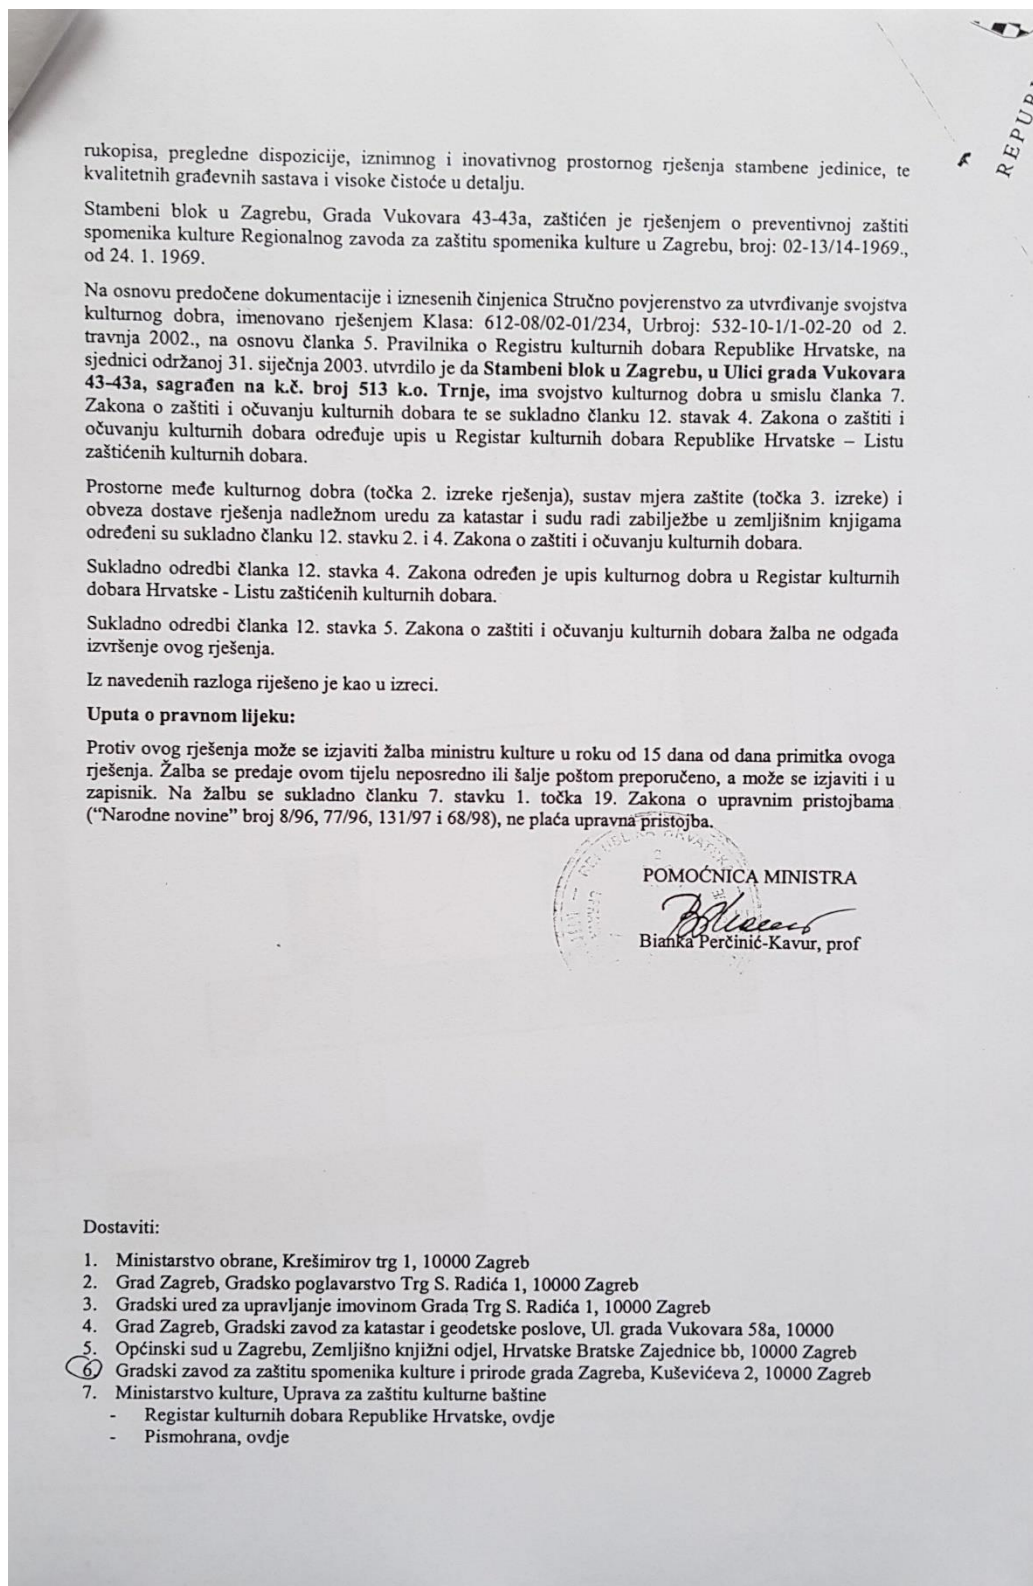 REPUBL
rukopisa, pregledne dispozicije, iznimnog i inovativnog prostornog rješenja stambene jedinice, te
kvalitetnih građevnih sastava i visoke čistoće u detalju.
Stambeni blok u Zagrebu, Grada Vukovara 43-43a, zaštićen je rješenjem o preventivnoj zaštiti
spomenika kulture Regionalnog zavoda za zaštitu spomenika kulture u Zagrebu, broj: 02-13/14-1969.,
od 24. 1. 1969.
Na osnovu predočene dokumentacije i iznesenih činjenica Stručno povjerenstvo za utvrđivanje svojstva
kulturnog dobra, imenovano rješenjem Klasa: 612-08/02-01/234, Urbroj: 532-10-1/1-02-20 od 2.
travnja 2002., na osnovu članka 5. Pravilnika o Registru kulturnih dobara Republike Hrvatske, na
sjednici održanoj 31. siječnja 2003. utvrdilo je da Stambeni blok u Zagrebu, u Ulici grada Vukovara
43-43a, sagrađen na k.č. broj 513 k.o. Trnje, ima svojstvo kulturnog dobra u smislu članka 7.
Zakona o zaštiti i očuvanju kulturnih dobara te se sukladno članku 12. stavak 4. Zakona o zaštiti i
očuvanju kulturnih dobara određuje upis u Registar kulturnih dobara Republike Hrvatske – Listu
zaštićenih kulturnih dobara.
Prostorne međe kulturnog dobra (točka 2. izreke rješenja), sustav mjera zaštite (točka 3. izreke) i
obveza dostave rješenja nadležnom uredu za katastar i sudu radi zabilježbe u zemljišnim knjigama
određeni su sukladno članku 12. stavku 2. i 4. Zakona o zaštiti i očuvanju kulturnih dobara.
Sukladno odredbi članka 12. stavka 4. Zakona određen je upis kulturnog dobra u Registar kulturnih
dobara Hrvatske - Listu zaštićenih kulturnih dobara.
Sukladno odredbi članka 12. stavka 5. Zakona o zaštiti i očuvanju kulturnih dobara žalba ne odgađa
izvršenje ovog rješenja.
Iz navedenih razloga riješeno je kao u izreci.
Uputa o pravnom lijeku:
Protiv ovog rješenja može se izjaviti žalba ministru kulture u roku od 15 dana od dana primitka ovoga
rješenja. Žalba se predaje ovom tijelu neposredno ili šalje poštom preporučeno, a može se izjaviti i u
zapisnik. Na žalbu se sukladno članku 7. stavku 1. točka 19. Zakona o upravnim pristojbama
(“Narodne novine” broj 8/96, 77/96, 131/97 i 68/98), ne plaća upravna pristojba.
POMOĆNICA MINISTRA
Bianka Perčinić-Kavur, prof
Dostaviti:
1. Ministarstvo obrane, Krešimirov trg 1, 10000 Zagreb
2. Grad Zagreb, Gradsko poglavarstvo Trg S. Radića 1, 10000 Zagreb
3. Gradski ured za upravljanje imovinom Grada Trg S. Radića 1, 10000 Zagreb
4. Grad Zagreb, Gradski zavod za katastar i geodetske poslove, Ul. grada Vukovara 58a, 10000
5. Općinski sud u Zagrebu, Zemljišno knjižni odjel, Hrvatske Bratske Zajednice bb, 10000 Zagreb
6. Gradski zavod za zaštitu spomenika kulture i prirode grada Zagreba, Kuševićeva 2, 10000 Zagreb
7. Ministarstvo kulture, Uprava za zaštitu kulturne baštine
- Registar kulturnih dobara Republike Hrvatske, ovdje
- Pismohrana, ovdje